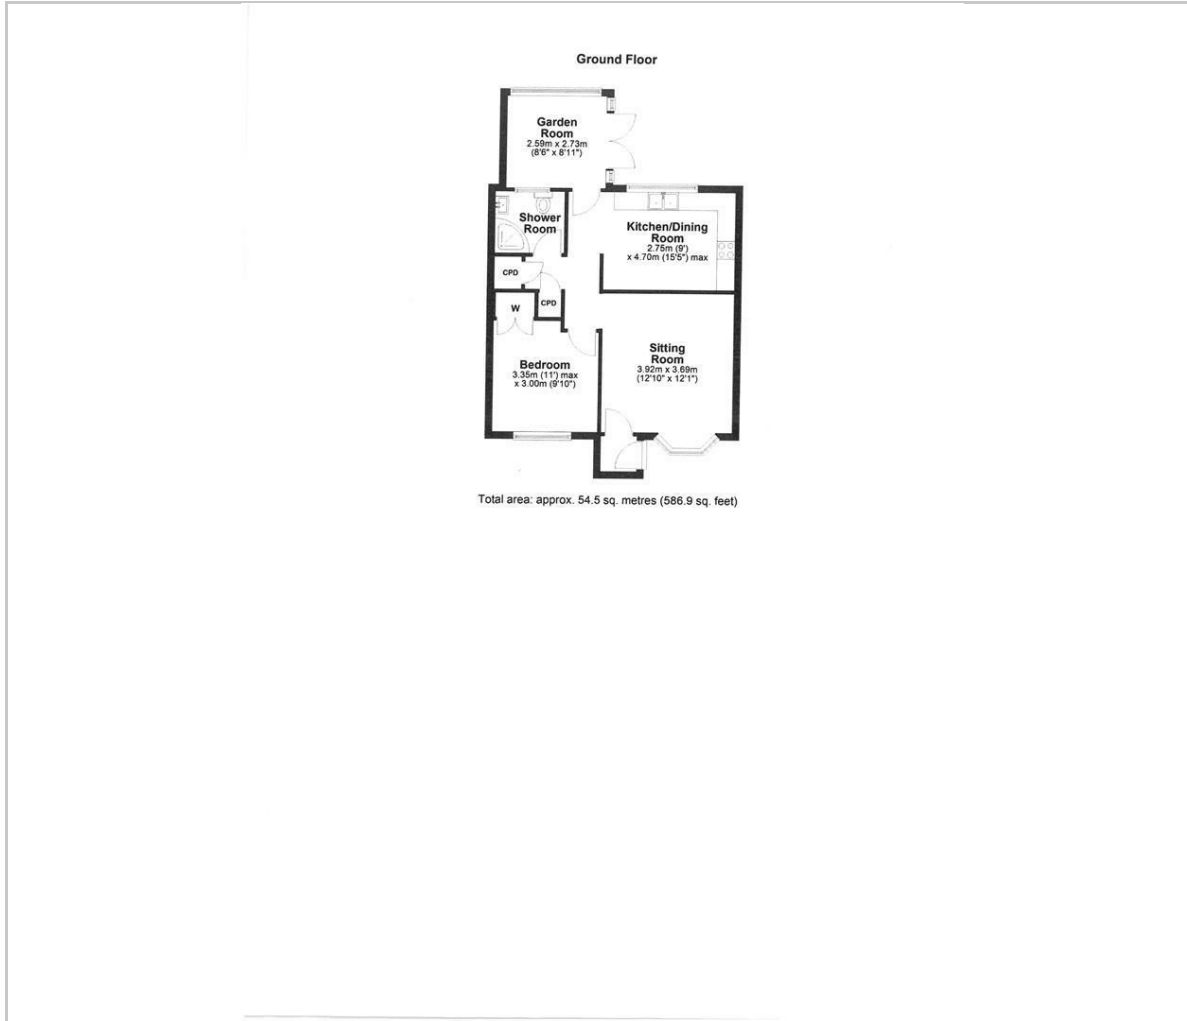 Ground Floor
Garden
Room
2.59m x 2.73m
(8'6" x 8'11")
Shower
Room
Kitchen/Dining
Room
2.75m (9')
x 4.70m (15'5") max
CPD
CPD
W
Bedroom
3.35m (11') max
x 3.00m (9'10")
Sitting
Room
3.92m x 3.69m
(12'10" x 12'1")
Total area: approx. 54.5 sq. metres (586.9 sq. feet)